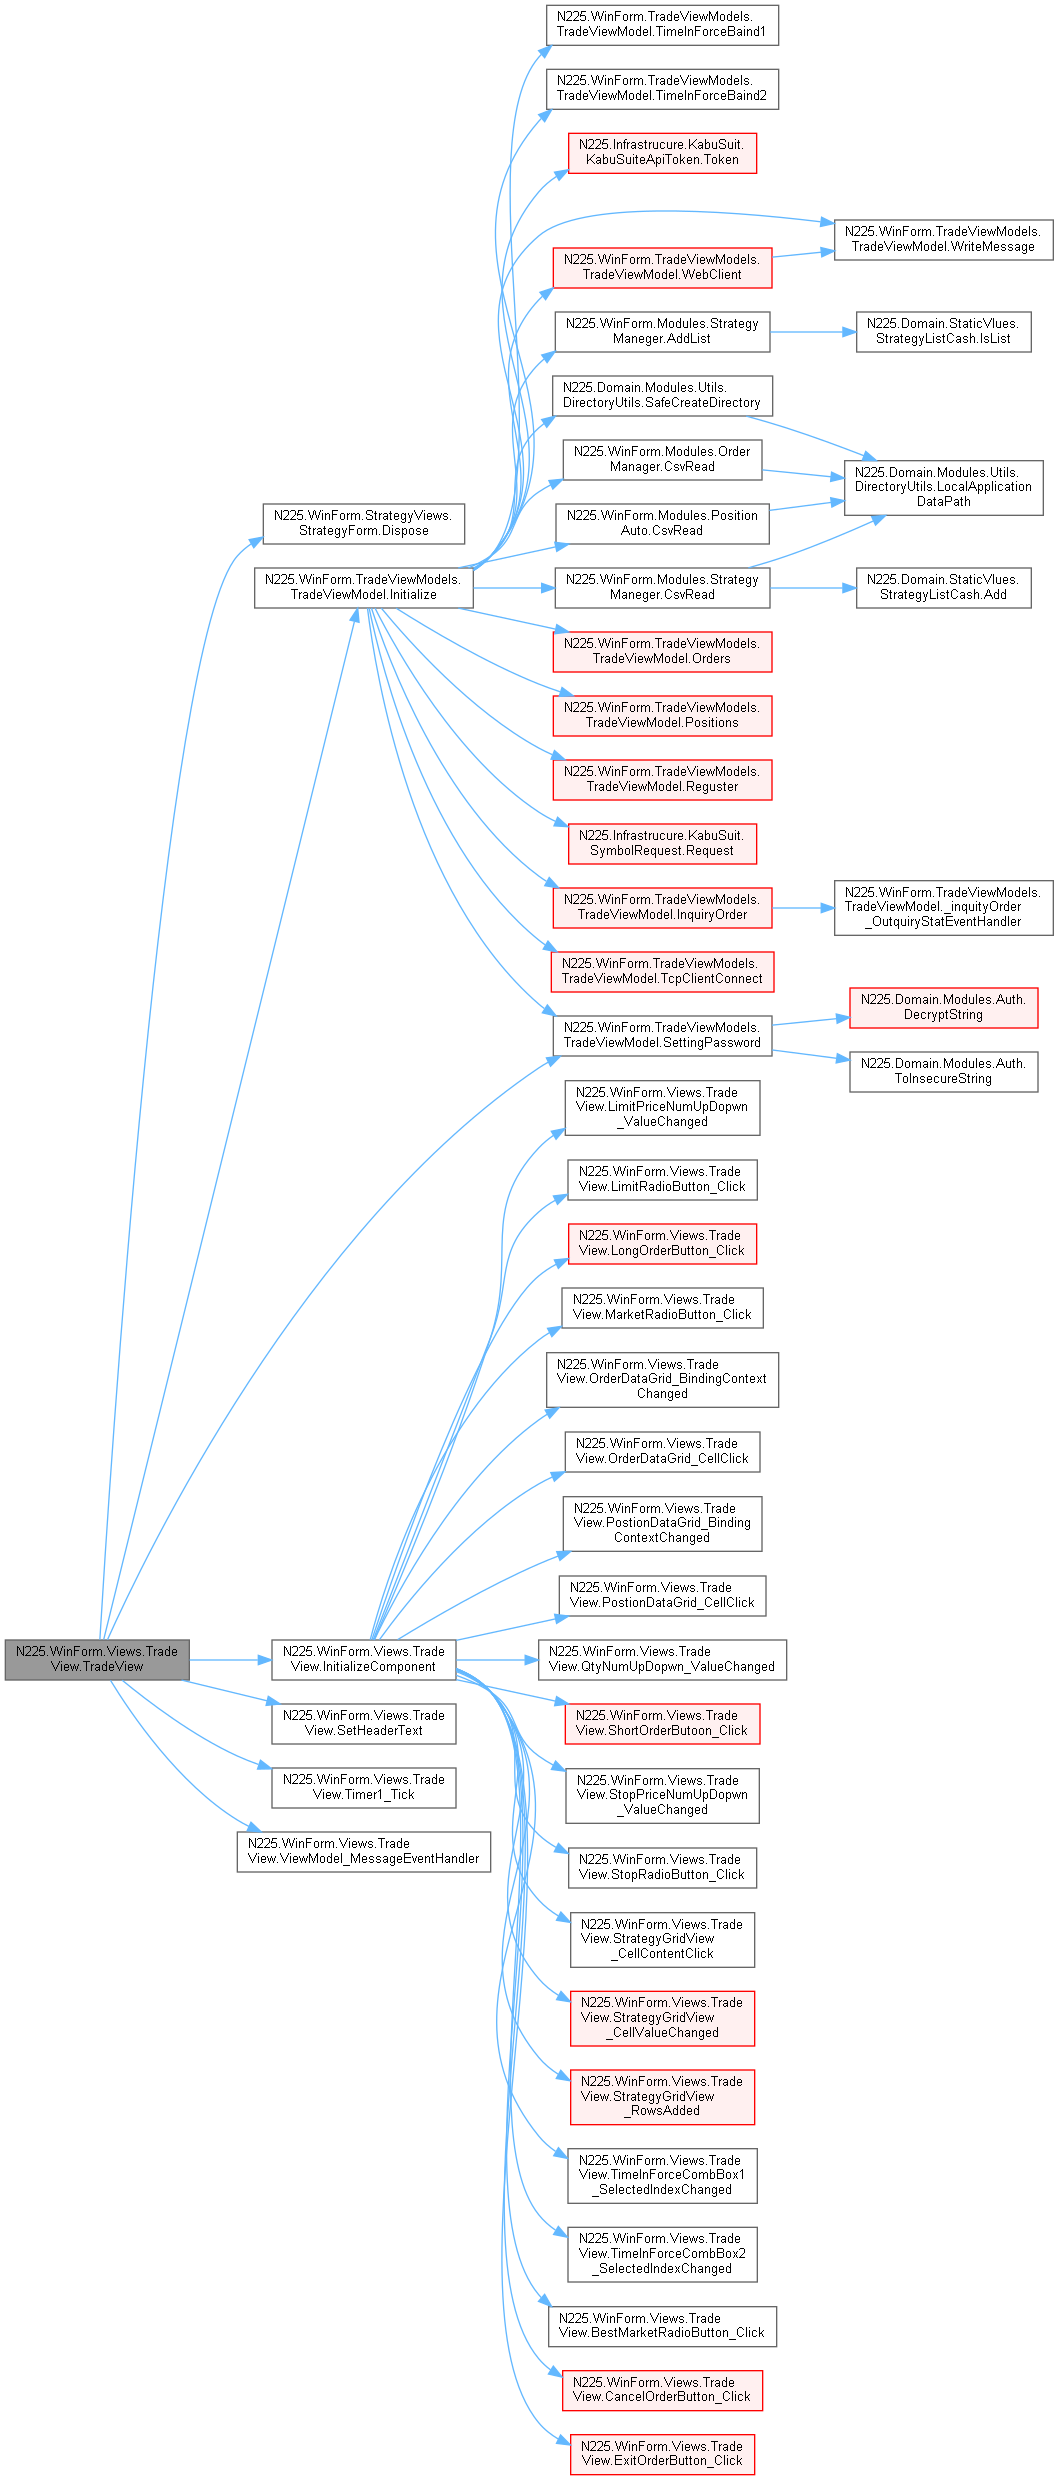 N225.WinForm.TradeViewModels.
TradeViewModel.TimeInForceBaind1
N225.WinForm.TradeViewModels.
TradeViewModel.TimeInForceBaind2
N225.Infrastrucure.KabuSuit.
KabuSuiteApiToken.Token
N225.WinForm.TradeViewModels.
TradeViewModel.WriteMessage
N225.WinForm.TradeViewModels.
TradeViewModel.WebClient
N225.WinForm.Modules.Strategy
Maneger.AddList
N225.Domain.StaticVlues.
StrategyListCash.IsList
N225.Domain.Modules.Utils.
DirectoryUtils.SafeCreateDirectory
N225.WinForm.Modules.Order
Manager.CsvRead
N225.Domain.Modules.Utils.
DirectoryUtils.LocalApplication
DataPath
N225.WinForm.StrategyViews.
StrategyForm.Dispose
N225.WinForm.Modules.Position
Auto.CsvRead
N225.WinForm.TradeViewModels.
TradeViewModel.Initialize
N225.WinForm.Modules.Strategy
Maneger.CsvRead
N225.Domain.StaticVlues.
StrategyListCash.Add
N225.WinForm.TradeViewModels.
TradeViewModel.Orders
N225.WinForm.TradeViewModels.
TradeViewModel.Positions
N225.WinForm.TradeViewModels.
TradeViewModel.Reguster
N225.Infrastrucure.KabuSuit.
SymbolRequest.Request
N225.WinForm.TradeViewModels.
TradeViewModel.InquiryOrder
N225.WinForm.TradeViewModels.
TradeViewModel._inquityOrder
_OutquiryStatEventHandler
N225.WinForm.TradeViewModels.
TradeViewModel.TcpClientConnect
N225.WinForm.TradeViewModels.
TradeViewModel.SettingPassword
N225.Domain.Modules.Auth.
DecryptString
N225.Domain.Modules.Auth.
ToInsecureString
N225.WinForm.Views.Trade
View.LimitPriceNumUpDopwn
_ValueChanged
N225.WinForm.Views.Trade
View.LimitRadioButton_Click
N225.WinForm.Views.Trade
View.LongOrderButton_Click
N225.WinForm.Views.Trade
View.MarketRadioButton_Click
N225.WinForm.Views.Trade
View.OrderDataGrid_BindingContext
Changed
N225.WinForm.Views.Trade
View.OrderDataGrid_CellClick
N225.WinForm.Views.Trade
View.PostionDataGrid_Binding
ContextChanged
N225.WinForm.Views.Trade
View.PostionDataGrid_CellClick
N225.WinForm.Views.Trade
View.TradeView
N225.WinForm.Views.Trade
View.InitializeComponent
N225.WinForm.Views.Trade
View.QtyNumUpDopwn_ValueChanged
N225.WinForm.Views.Trade
View.SetHeaderText
N225.WinForm.Views.Trade
View.ShortOrderButoon_Click
N225.WinForm.Views.Trade
View.Timer1_Tick
N225.WinForm.Views.Trade
View.StopPriceNumUpDopwn
_ValueChanged
N225.WinForm.Views.Trade
View.ViewModel_MessageEventHandler
N225.WinForm.Views.Trade
View.StopRadioButton_Click
N225.WinForm.Views.Trade
View.StrategyGridView
_CellContentClick
N225.WinForm.Views.Trade
View.StrategyGridView
_CellValueChanged
N225.WinForm.Views.Trade
View.StrategyGridView
_RowsAdded
N225.WinForm.Views.Trade
View.TimeInForceCombBox1
_SelectedIndexChanged
N225.WinForm.Views.Trade
View.TimeInForceCombBox2
_SelectedIndexChanged
N225.WinForm.Views.Trade
View.BestMarketRadioButton_Click
N225.WinForm.Views.Trade
View.CancelOrderButton_Click
N225.WinForm.Views.Trade
View.ExitOrderButton_Click